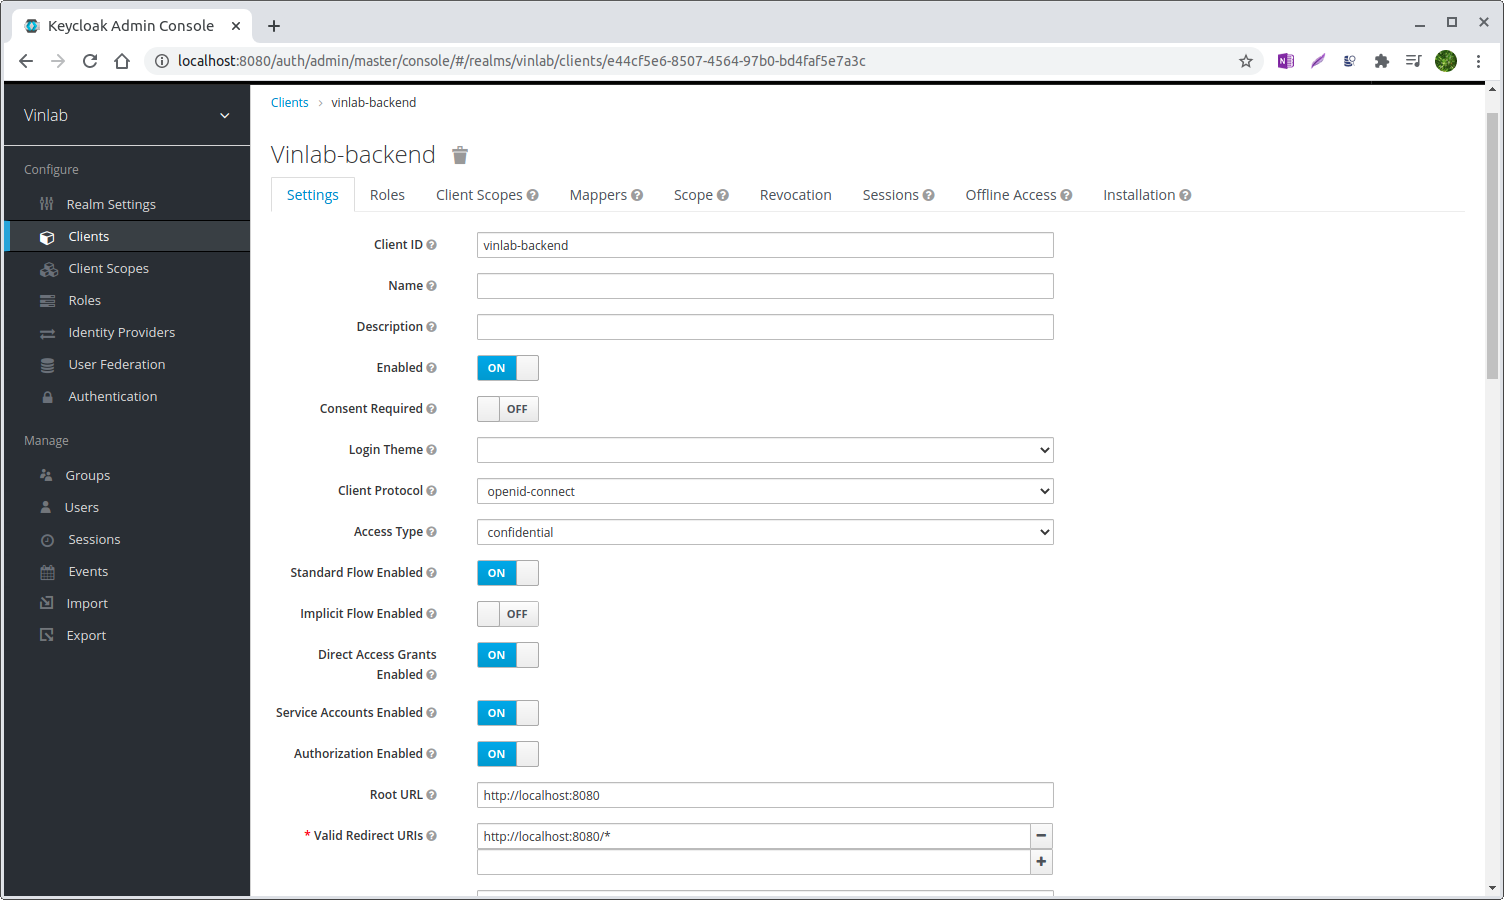 Keycloak Admin Console
localhost:8080/auth/admin/master/console/#/realms/vinlab/clients/e44cf5e6-8507-4564-97b0-bd4faf5e7a3c
Vinlab
Configure
Realm Settings
Clients
Client Scopes
Roles
Identity Providers
User Federation
Authentication
Manage
Groups
Users
Sessions
Events
Import
Export
Clients > vinlab-backend
Vinlab-backend
Settings Roles Client Scopes Mappers Scope Revocation Sessions Offline Access Installation
Client ID vinlab-backend
Name
Description
Enabled ON
Consent Required OFF
Login Theme
Client Protocol openid-connect
Access Type confidential
Standard Flow Enabled ON
Implicit Flow Enabled OFF
Direct Access Grants ON
Enabled
Service Accounts Enabled ON
Authorization Enabled ON
Root URL http://localhost:8080
* Valid Redirect URIs http://localhost:8080/*